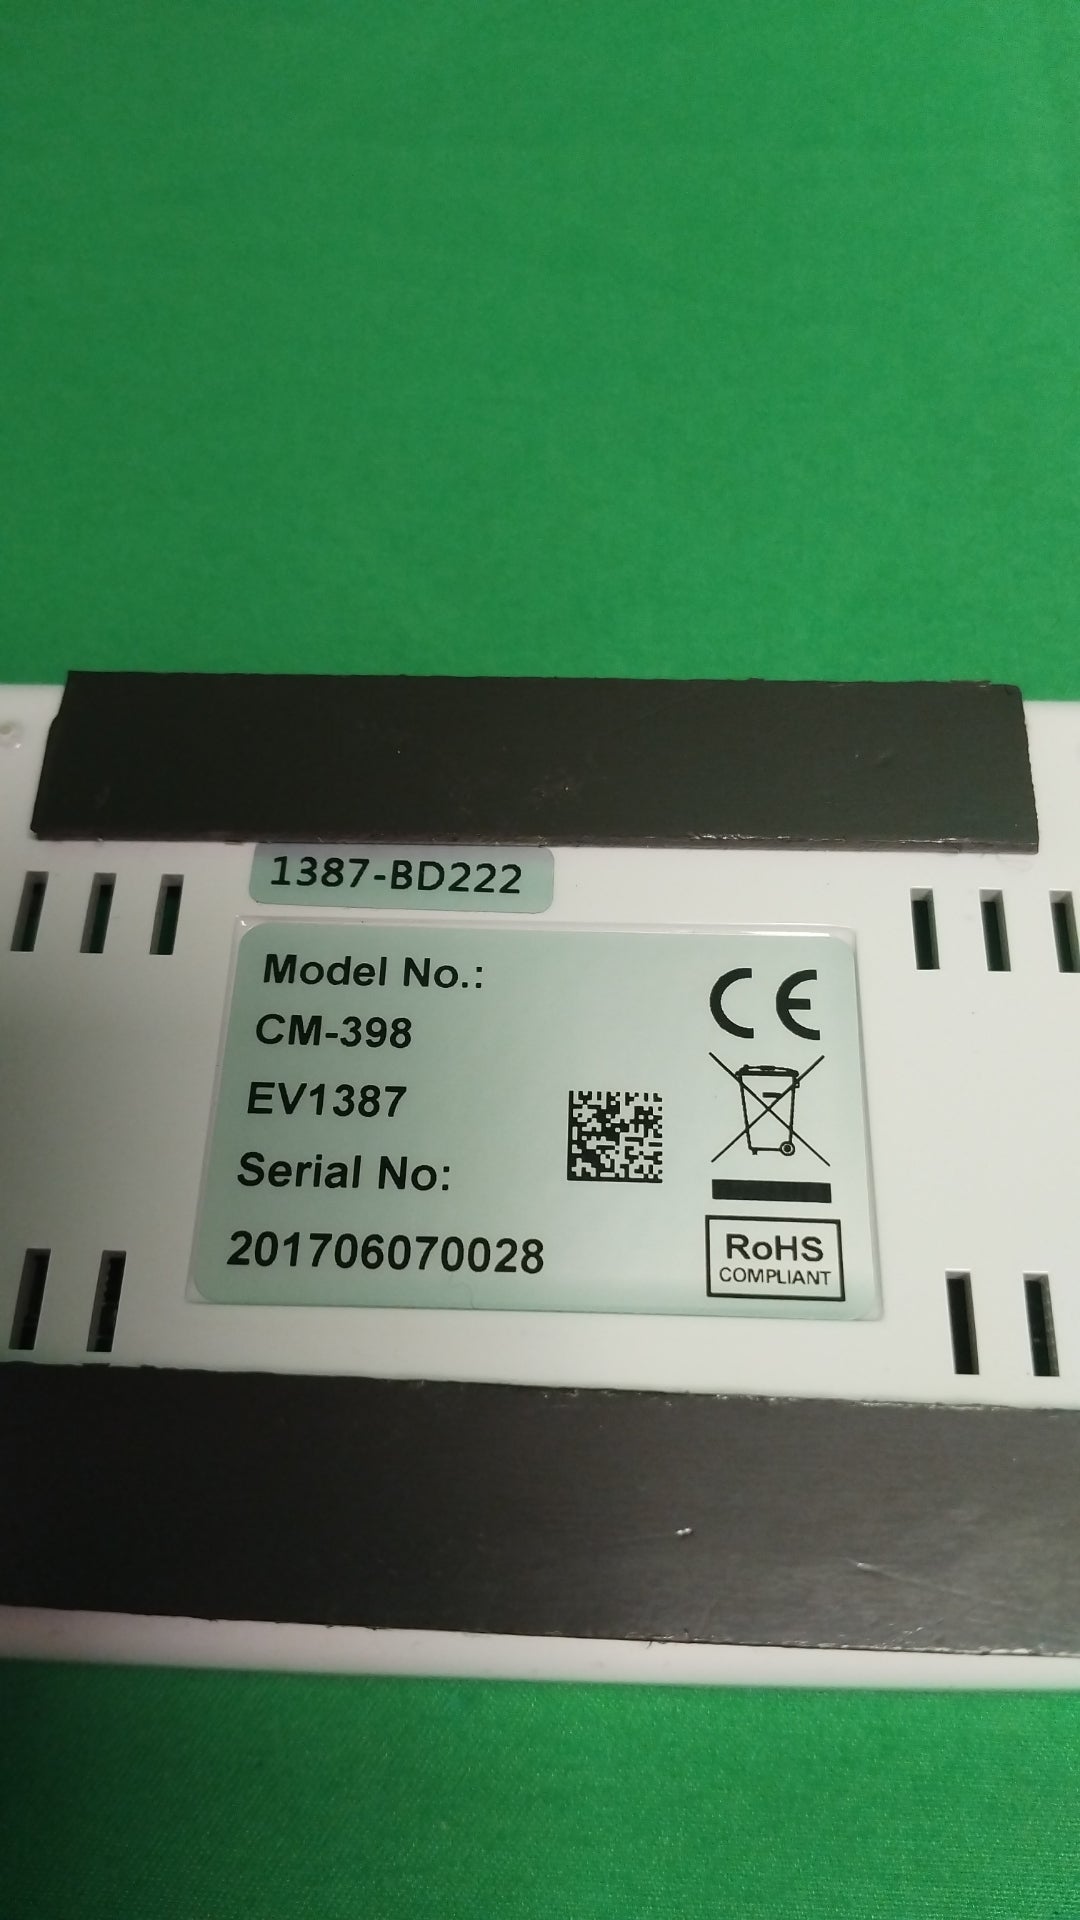 1387-BD222
Model No.:
CM-398
EV1387
Serial No:
201706070028
CE
RoHS
COMPLIANT